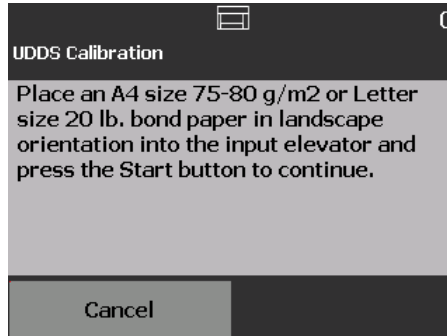 UDDS Calibration
Place an A4 size 75-80 g/m2 or Letter
size 20 lb. bond paper in landscape
orientation into the input elevator and
press the Start button to continue.
Cancel